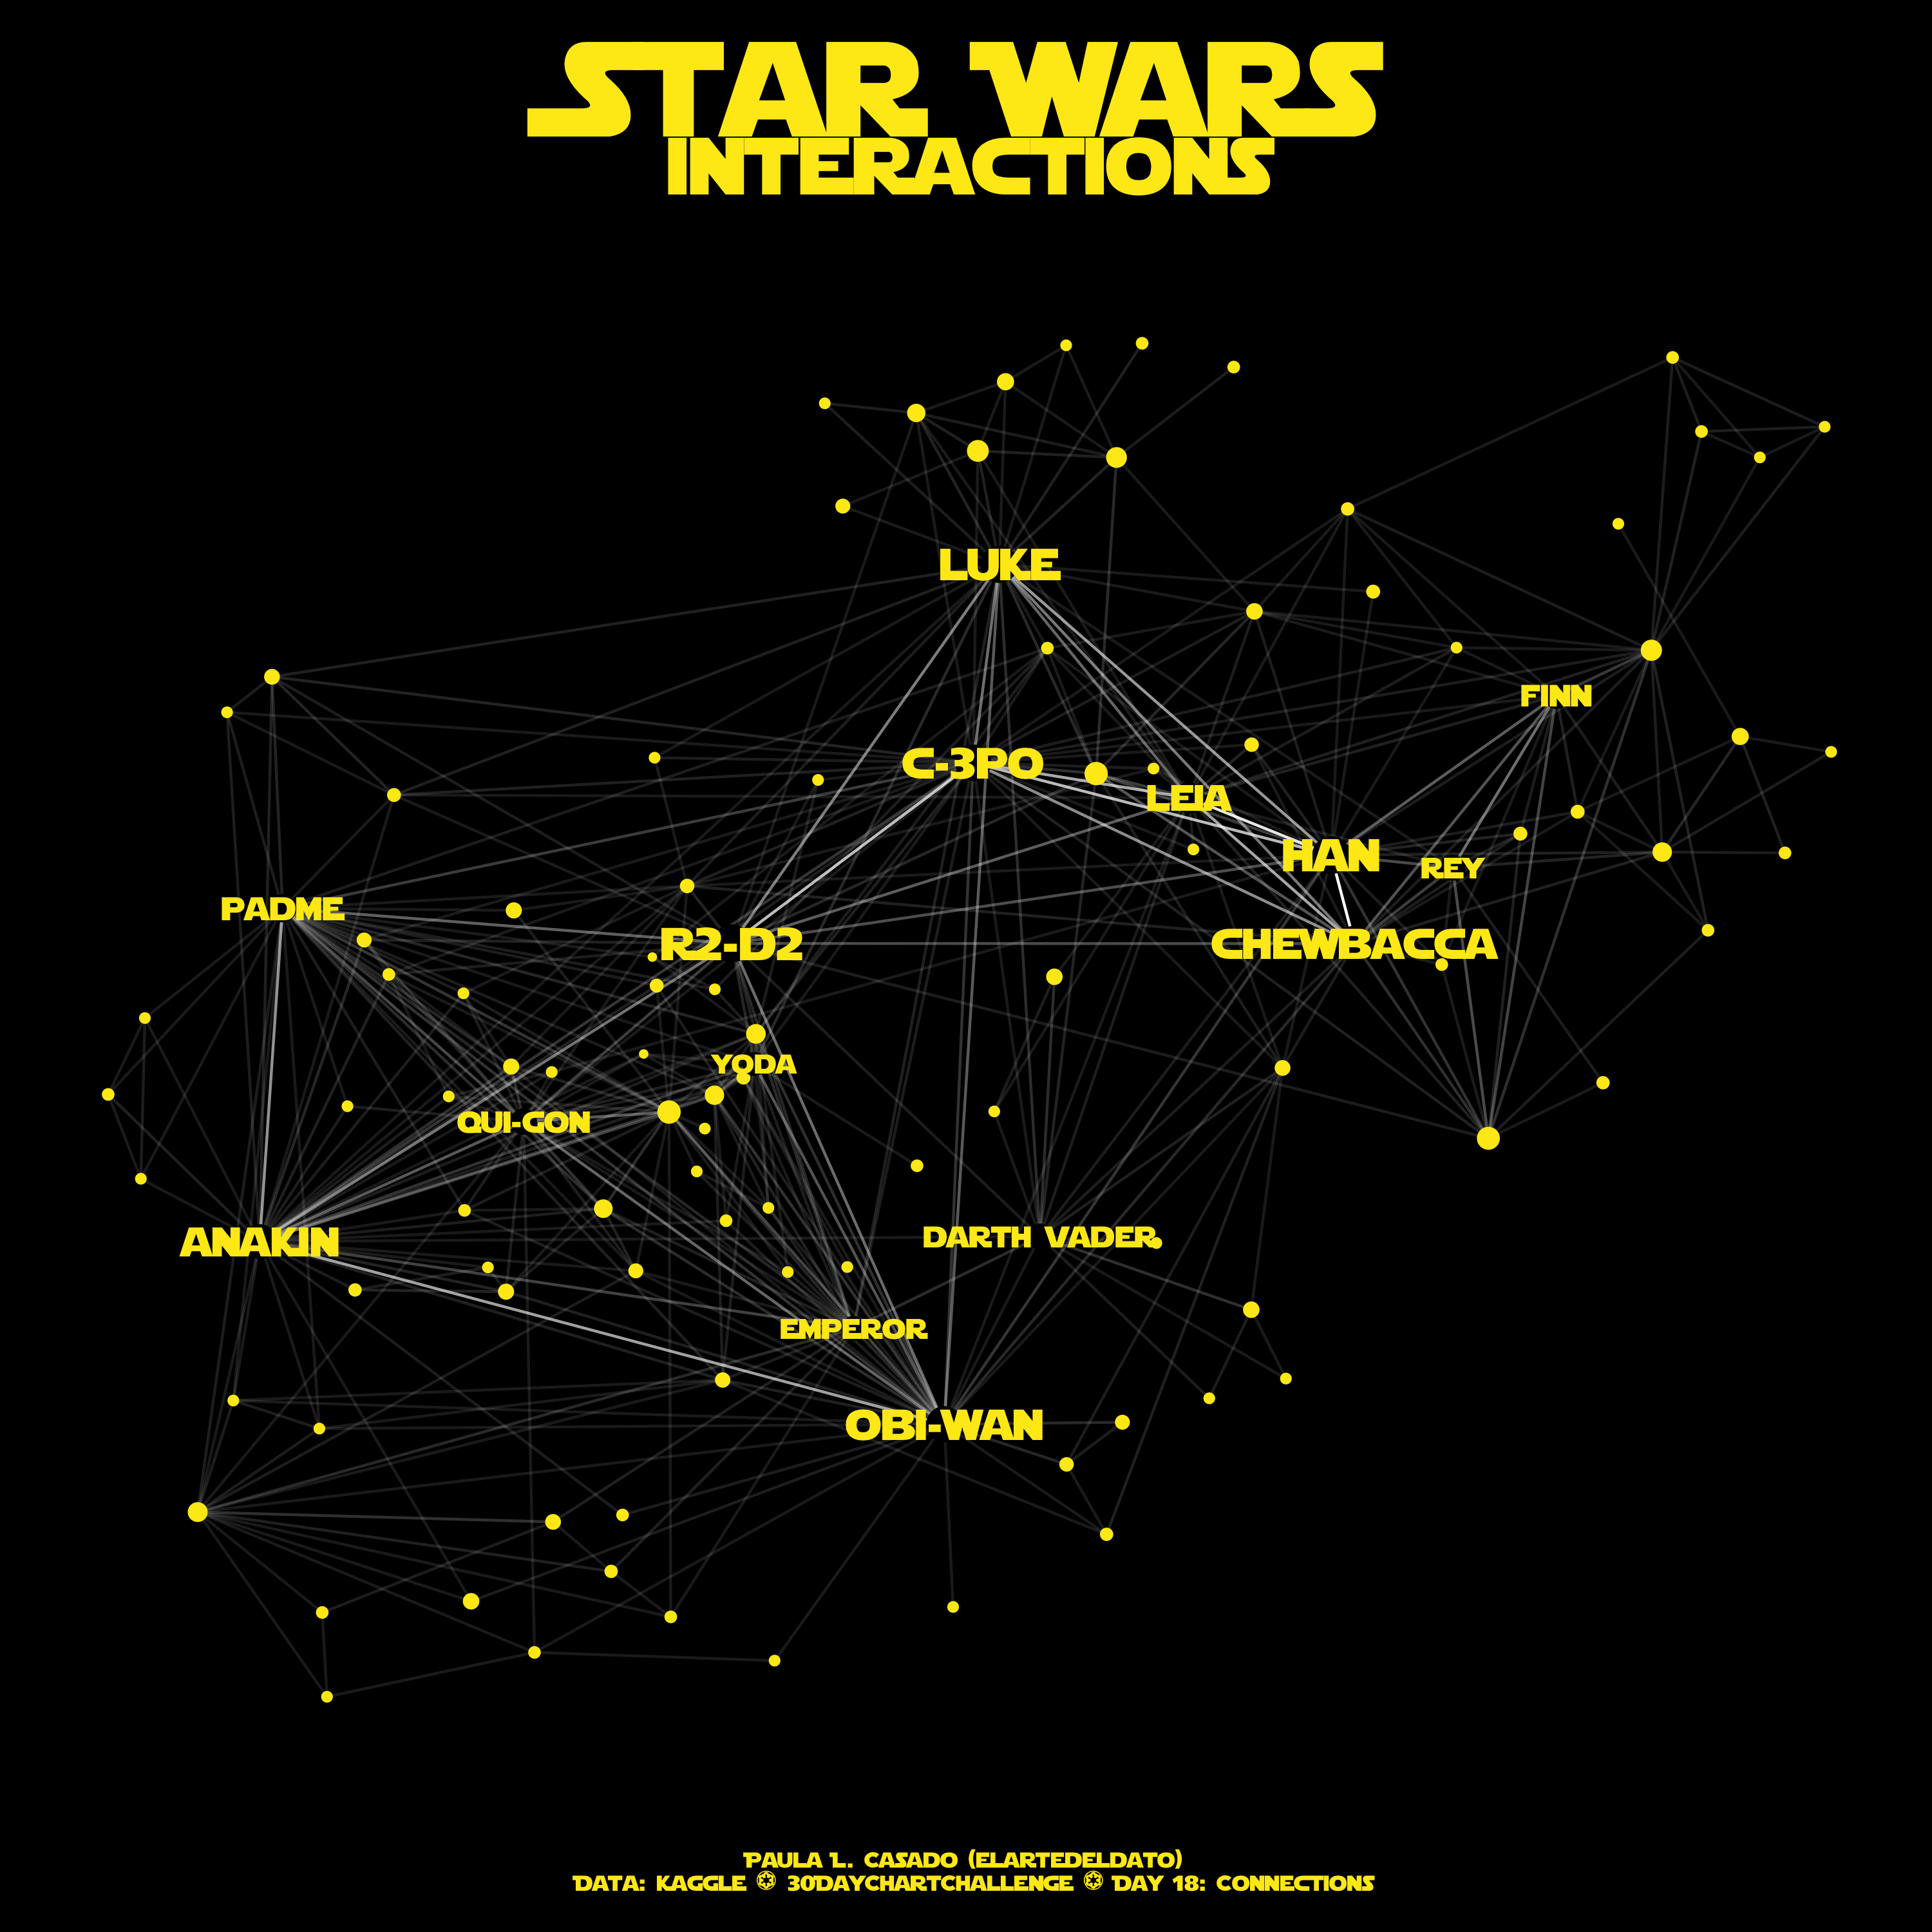 STAR WARS
INTERACTIONS
LUKE
FINN
C-3PO
LEIA
HAN
REY
PADME
R2-D2
CHEWBACCA
YODA
QUI-GON
ANAKIN
DARTH VADER
EMPEROR
OBI-WAN
PAULA L. CASADO (ELARTEDELDATO)
DATA: KAGGLE 30DAYCHARTCHALLENGE DAY 18: CONNECTIONS